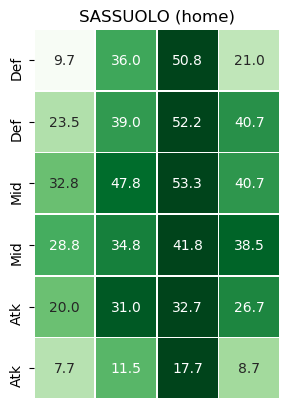 SASSUOLO (home)
Def 9.7 36.0 50.8 21.0
Def 23.5 39.0 52.2 40.7
Mid 32.8 47.8 53.3 40.7
Mid 28.8 34.8 41.8 38.5
Atk 20.0 31.0 32.7 26.7
Atk 7.7 11.5 17.7 8.7